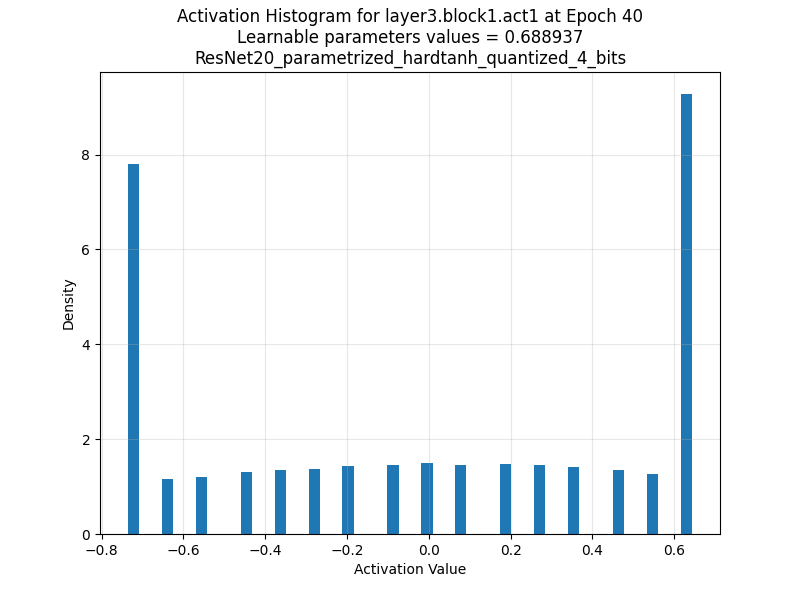 Activation Histogram for layer3.block1.act1 at Epoch 40
Learnable parameters values = 0.688937
ResNet20_parametrized_hardtanh_quantized_4_bits
8
6
4
2
0
Density
−0.8 −0.6 −0.4 −0.2 0.0 0.2 0.4 0.6
Activation Value